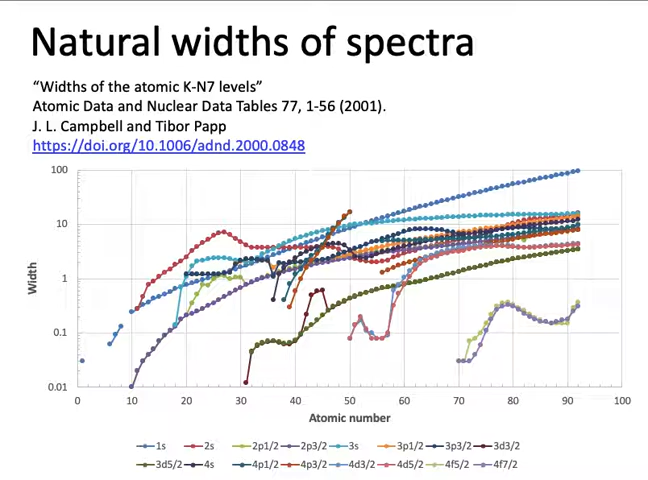 Natural widths of spectra
“Widths of the atomic K-N7 levels”
Atomic Data and Nuclear Data Tables 77, 1-56 (2001).
J. L. Campbell and Tibor Papp
https://doi.org/10.1006/adnd.2000.0848
100
10
1
0.1
0.01
Width
0 10 20 30 40 50 60 70 80 90 100
Atomic number
1s 2s 2p1/2 2p3/2 3s 3p1/2 3p3/2 3d3/2
3d5/2 4s 4p1/2 4p3/2 4d3/2 4d5/2 4f5/2 4f7/2